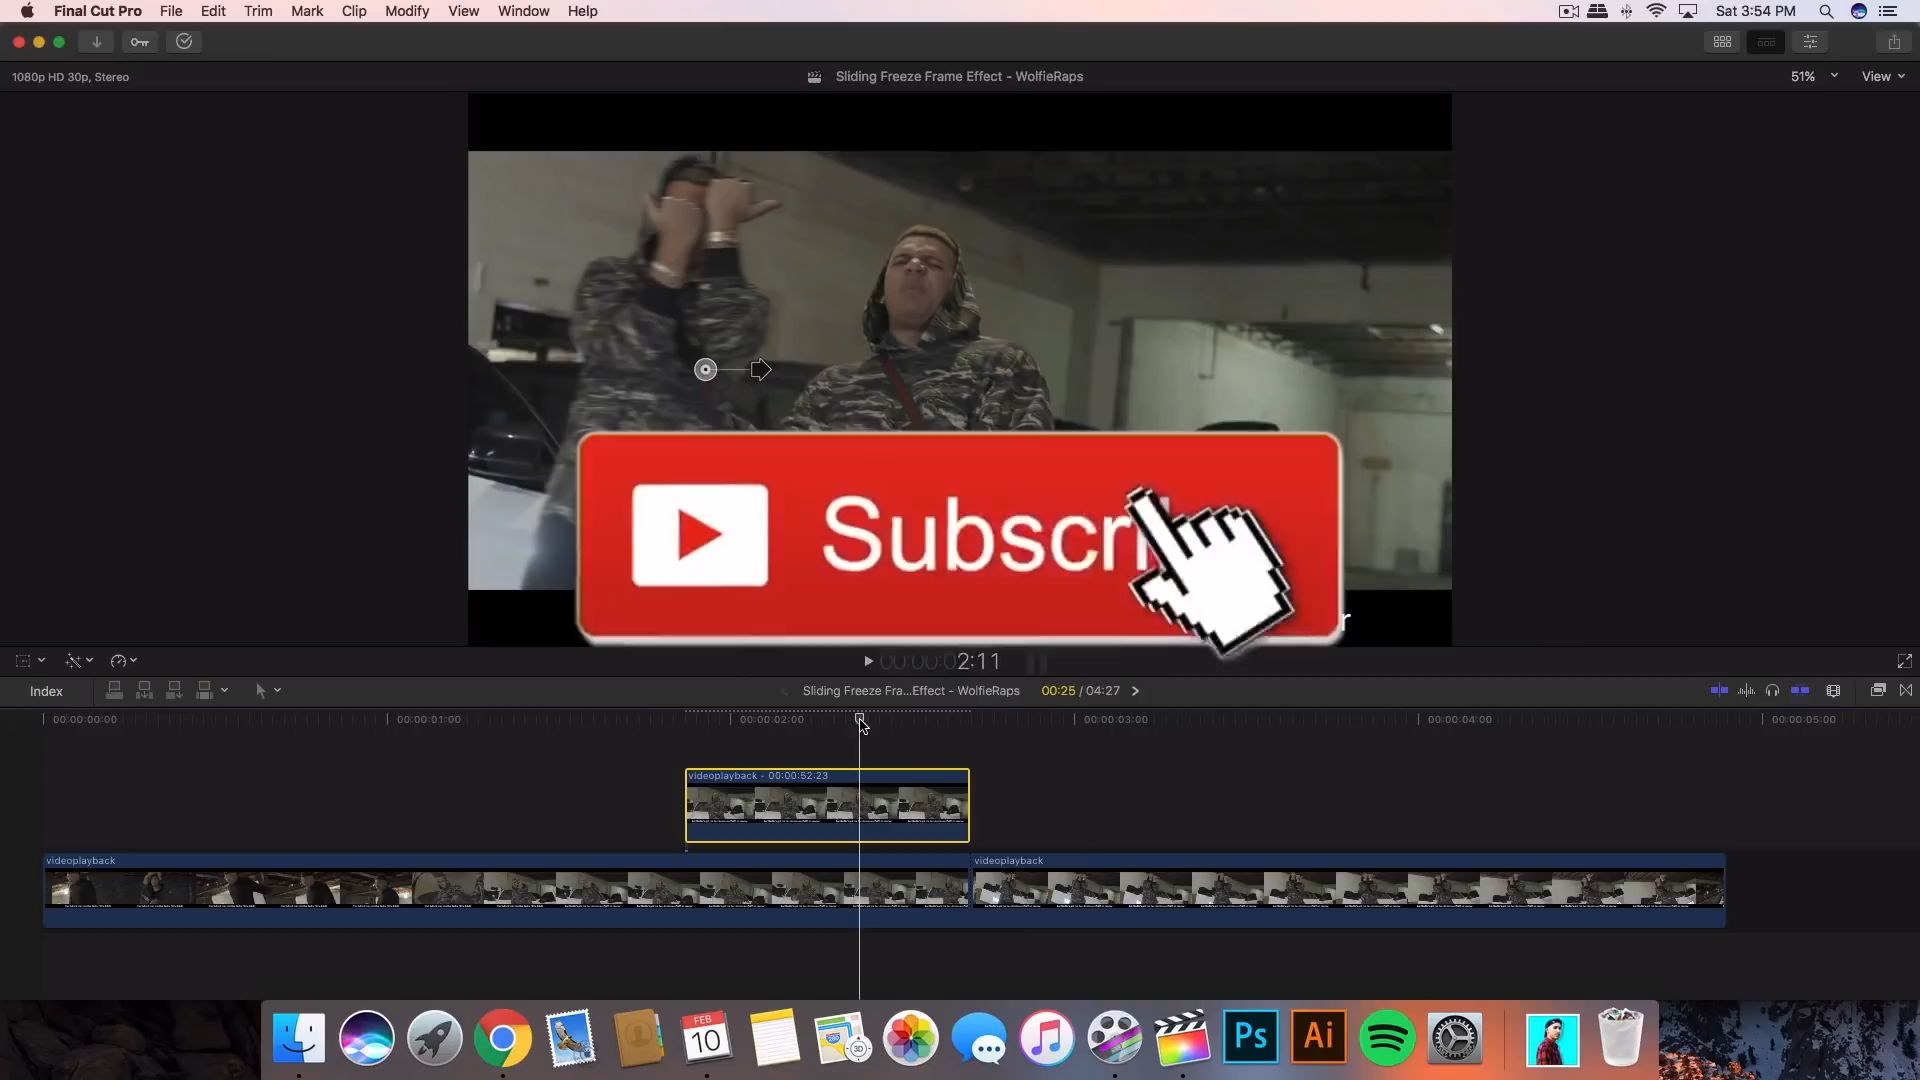 Final Cut Pro File Edit Trim Mark Clip Modify View Window Help Sat 3:54 PM
1080p HD 30p, Stereo Sliding Freeze Frame Effect - WolfieRaps 51% View
Subscri
r
2:11
Index Sliding Freeze Fra...Effect - WolfieRaps 00:25 / 04:27
00:00:00:00 00:00:01:00 00:00:02:00 00:00:03:00 00:00:04:00 00:00:05:00
videoplayback - 00:00:52:23
videoplayback videoplayback
FEB
10
280
3D
Ps
Ai